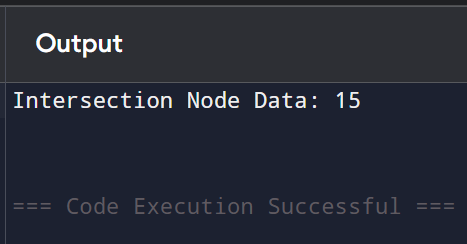 Output
Intersection Node Data: 15
=== Code Execution Successful ===